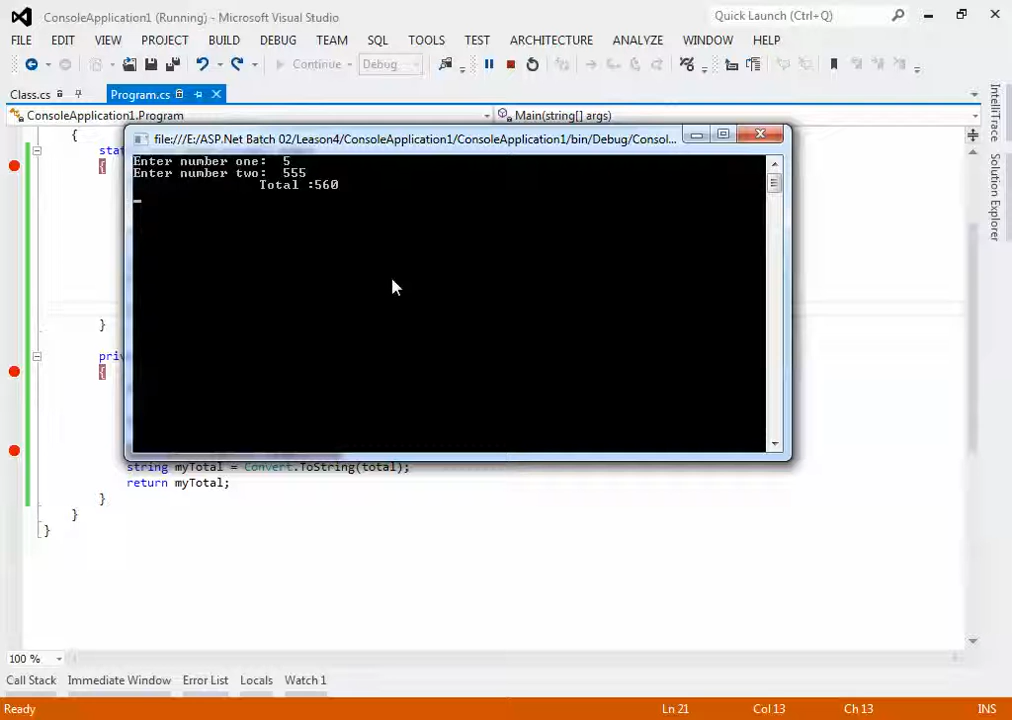 ConsoleApplication1 (Running) - Microsoft Visual Studio
Quick Launch (Ctrl+Q)
FILE EDIT VIEW PROJECT BUILD DEBUG TEAM SQL TOOLS TEST ARCHITECTURE ANALYZE WINDOW HELP
Continue Debug
Class.cs Program.cs
ConsoleApplication1.Program Main(string[] args)
{
stat
{
file:///E:/ASP.Net Batch 02/Leason4/ConsoleApplication1/ConsoleApplication1/bin/Debug/Consol...
Enter number one: 5
Enter number two: 555
Total :560
}
priv
{
string myTotal = Convert.ToString(total);
return myTotal;
}
}
}
IntelliTrace
Solution Explorer
100 %
Call Stack Immediate Window Error List Locals Watch 1
Ready Ln 21 Col 13 Ch 13 INS